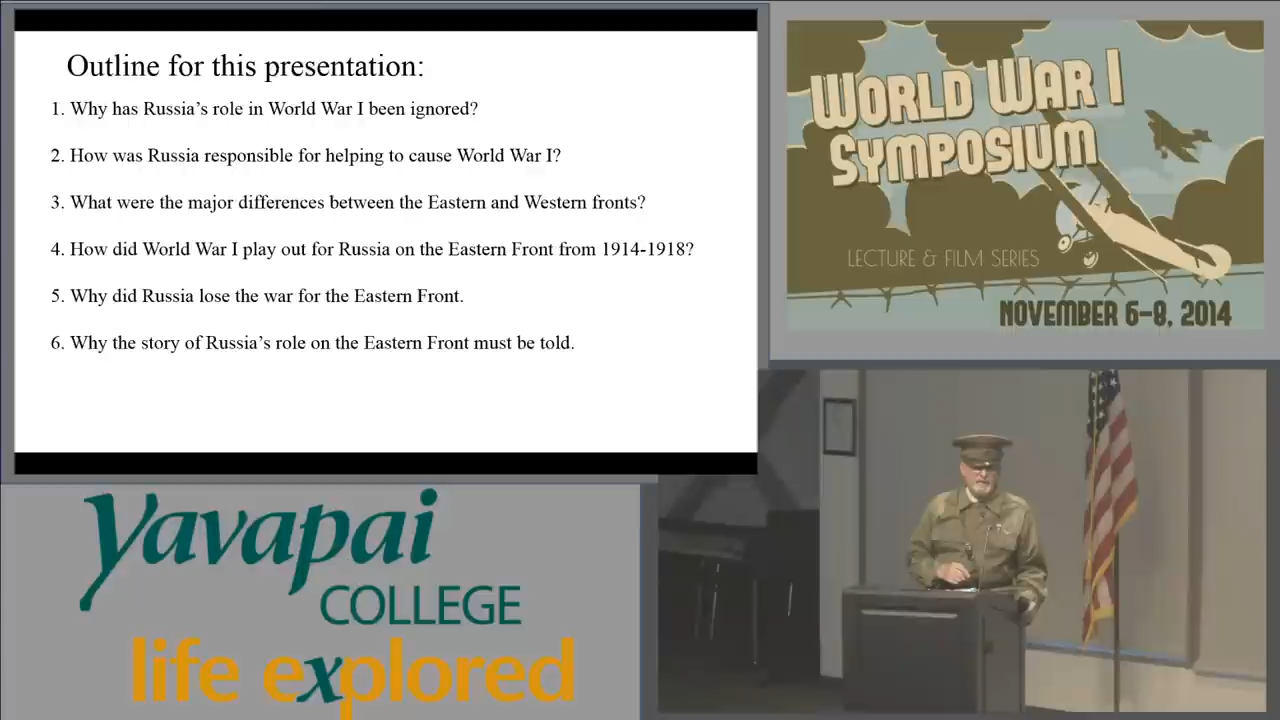 Outline for this presentation:
1. Why has Russia's role in World War I been ignored?
2. How was Russia responsible for helping to cause World War I?
3. What were the major differences between the Eastern and Western fronts?
4. How did World War I play out for Russia on the Eastern Front from 1914-1918?
5. Why did Russia lose the war for the Eastern Front.
6. Why the story of Russia's role on the Eastern Front must be told.
WORLD WAR I
SYMPOSIUM
LECTURE & FILM SERIES
NOVEMBER 6-8, 2014
yavapai
COLLEGE
life explored